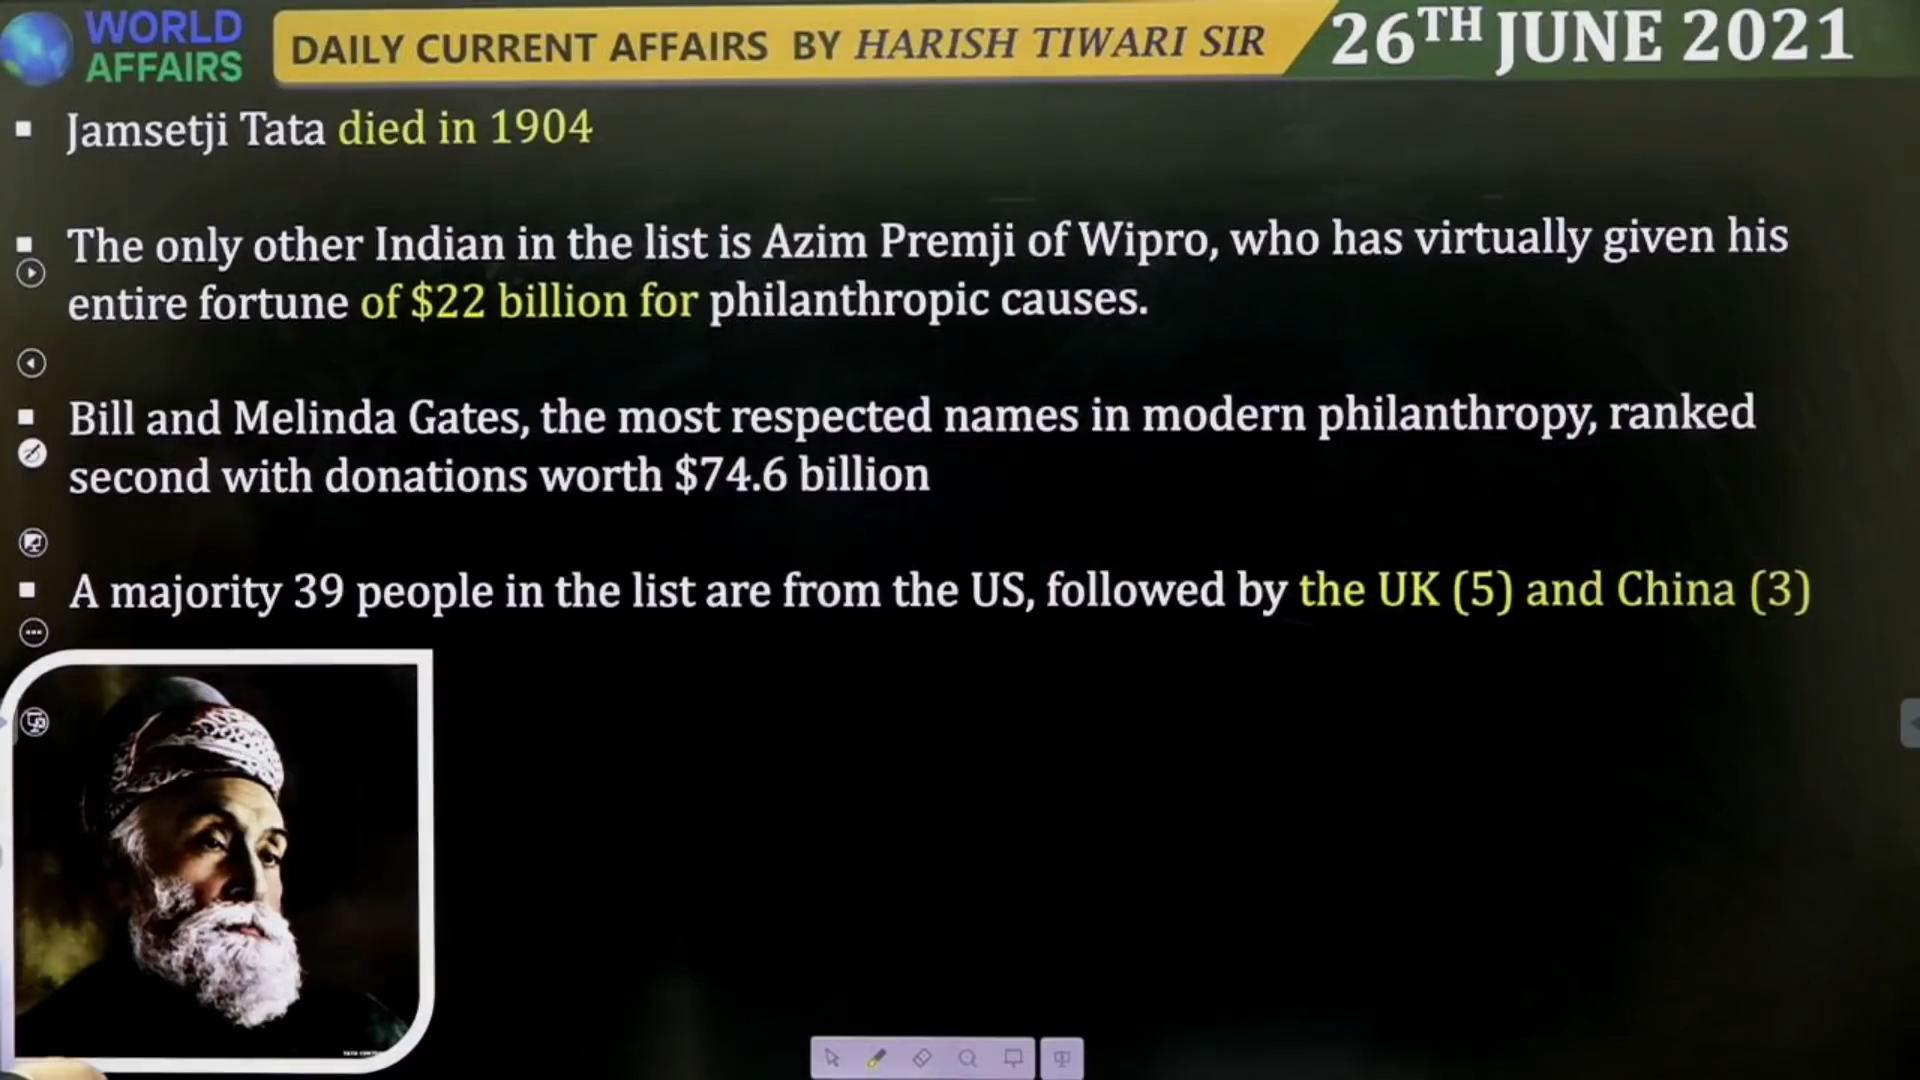 WORLD
AFFAIRS
DAILY CURRENT AFFAIRS BY HARISH TIWARI SIR
26TH JUNE 2021
▪ Jamsetji Tata died in 1904
▪ The only other Indian in the list is Azim Premji of Wipro, who has virtually given his
entire fortune of $22 billion for philanthropic causes.
▪ Bill and Melinda Gates, the most respected names in modern philanthropy, ranked
second with donations worth $74.6 billion
▪ A majority 39 people in the list are from the US, followed by the UK (5) and China (3)